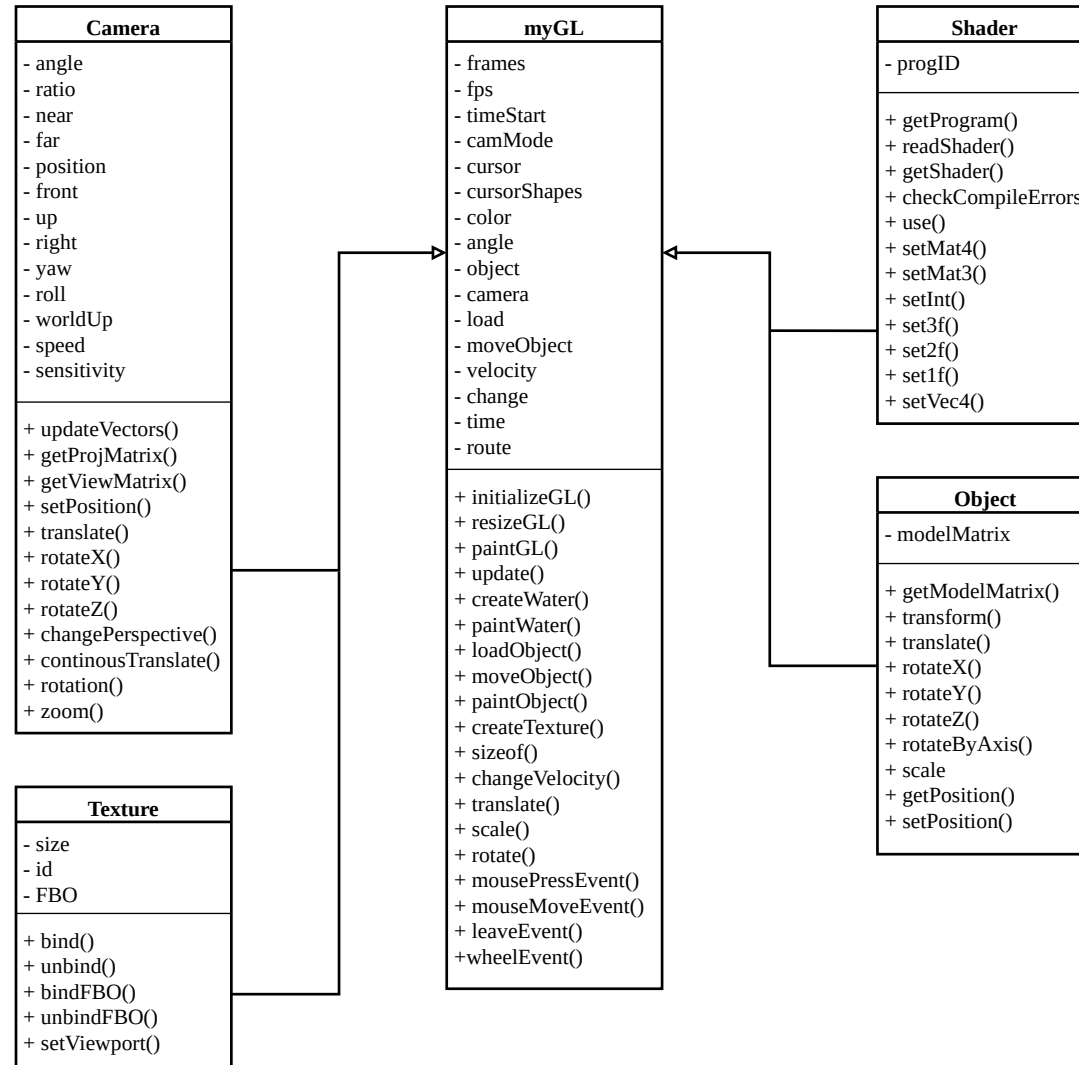 Camera
- angle
- ratio
- near
- far
- position
- front
- up
- right
- yaw
- roll
- worldUp
- speed
- sensitivity
+ updateVectors()
+ getProjMatrix()
+ getViewMatrix()
+ setPosition()
+ translate()
+ rotateX()
+ rotateY()
+ rotateZ()
+ changePerspective()
+ continousTranslate()
+ rotation()
+ zoom()
Texture
- size
- id
- FBO
+ bind()
+ unbind()
+ bindFBO()
+ unbindFBO()
+ setViewport()
myGL
- frames
- fps
- timeStart
- camMode
- cursor
- cursorShapes
- color
- angle
- object
- camera
- load
- moveObject
- velocity
- change
- time
- route
+ initializeGL()
+ resizeGL()
+ paintGL()
+ update()
+ createWater()
+ paintWater()
+ loadObject()
+ moveObject()
+ paintObject()
+ createTexture()
+ sizeof()
+ changeVelocity()
+ translate()
+ scale()
+ rotate()
+ mousePressEvent()
+ mouseMoveEvent()
+ leaveEvent()
+wheelEvent()
Shader
- progID
+ getProgram()
+ readShader()
+ getShader()
+ checkCompileErrors
+ use()
+ setMat4()
+ setMat3()
+ setInt()
+ set3f()
+ set2f()
+ set1f()
+ setVec4()
Object
- modelMatrix
+ getModelMatrix()
+ transform()
+ translate()
+ rotateX()
+ rotateY()
+ rotateZ()
+ rotateByAxis()
+ scale
+ getPosition()
+ setPosition()